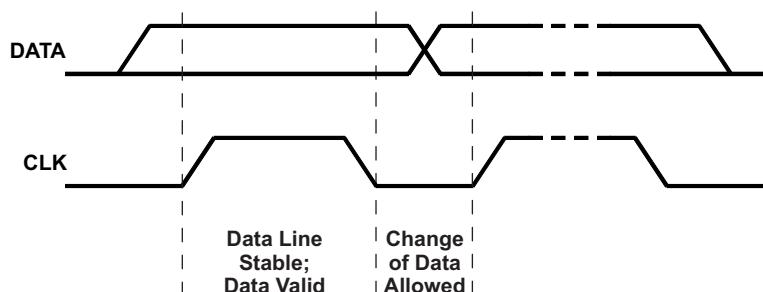 DATA
CLK
Data Line
Stable;
Data Valid
Change
of Data
Allowed